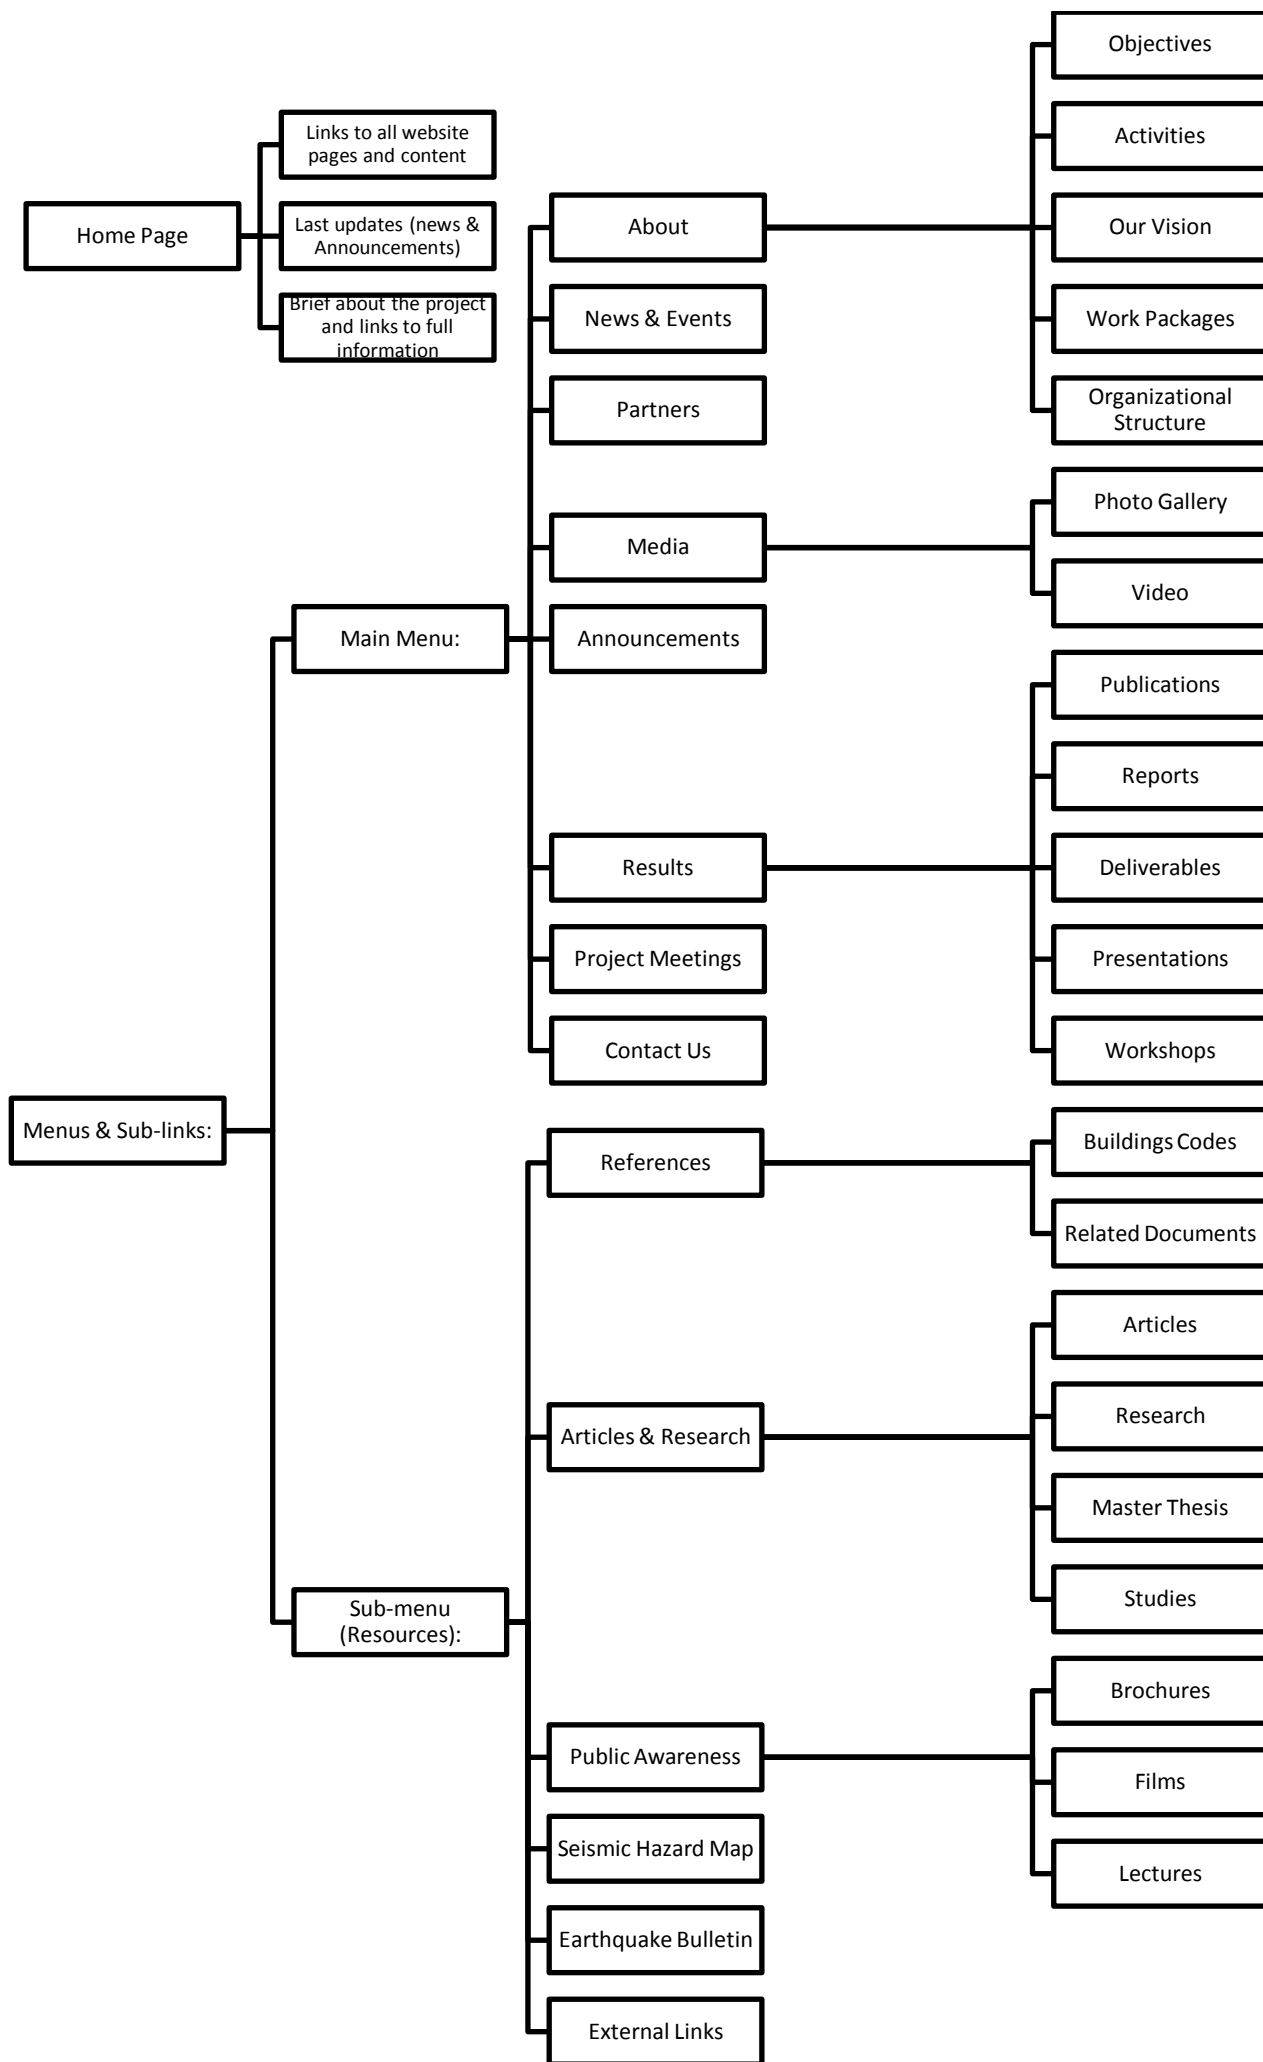 Home Page
Links to all website
pages and content
Last updates (news &
Announcements)
Brief about the project
and links to full
information
Menus & Sub-links:
Main Menu:
About
Objectives
Activities
Our Vision
Work Packages
Organizational
Structure
News & Events
Partners
Media
Photo Gallery
Video
Announcements
Results
Publications
Reports
Deliverables
Presentations
Workshops
Project Meetings
Contact Us
Sub-menu
(Resources):
References
Buildings Codes
Related Documents
Articles & Research
Articles
Research
Master Thesis
Studies
Public Awareness
Brochures
Films
Lectures
Seismic Hazard Map
Earthquake Bulletin
External Links